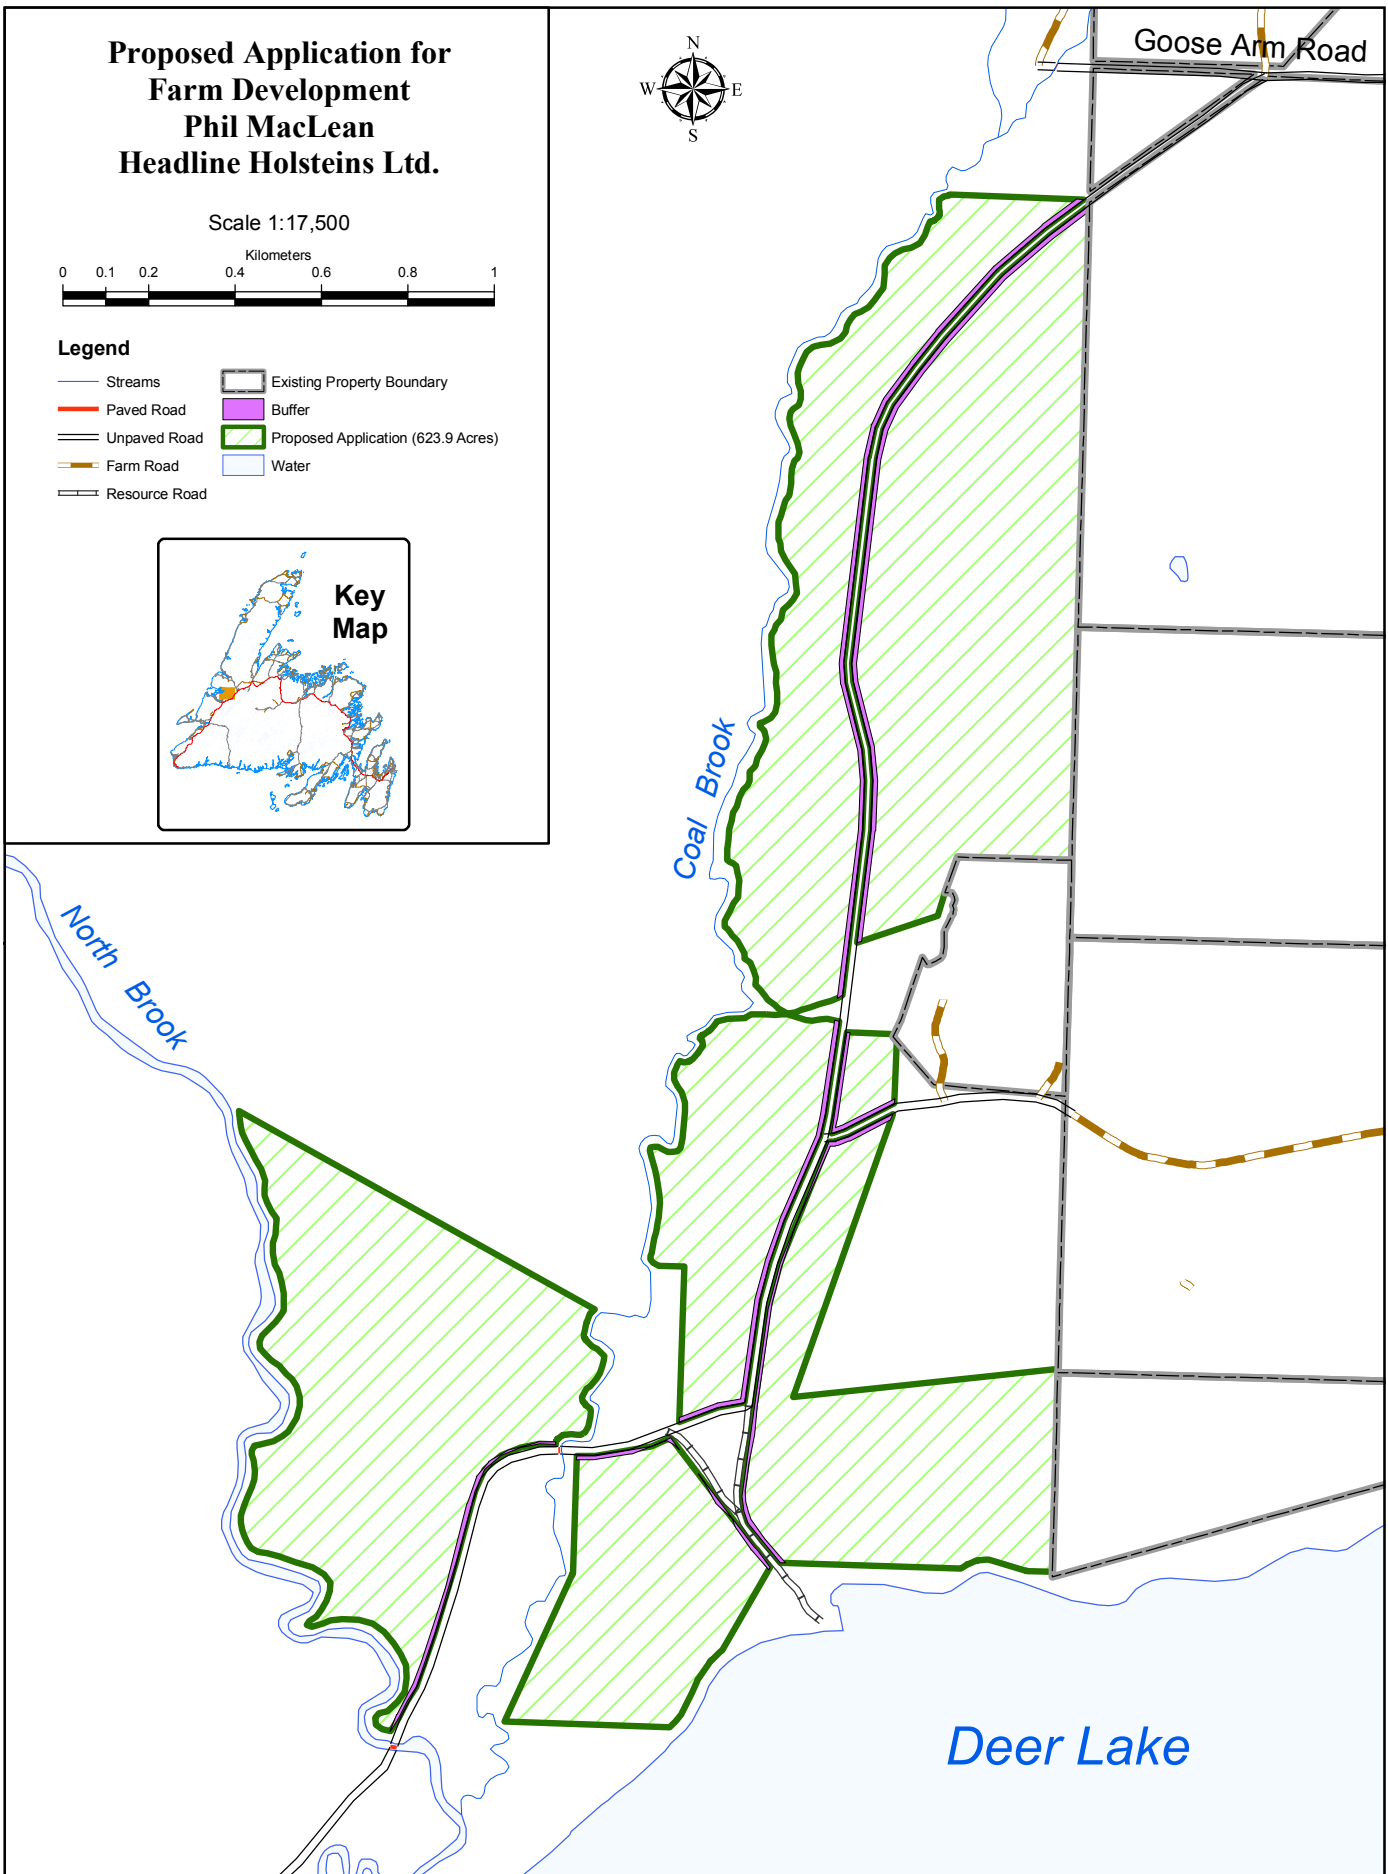 Proposed Application for
Farm Development
Phil MacLean
Headline Holsteins Ltd.
Scale 1:17,500
Kilometers
0 0.1 0.2 0.4 0.6 0.8 1
Legend
Streams
Paved Road
Unpaved Road
Farm Road
Resource Road
Existing Property Boundary
Buffer
Proposed Application (623.9 Acres)
Water
Key
Map
N
W E
S
Goose Arm Road
Coal Brook
North Brook
Deer Lake